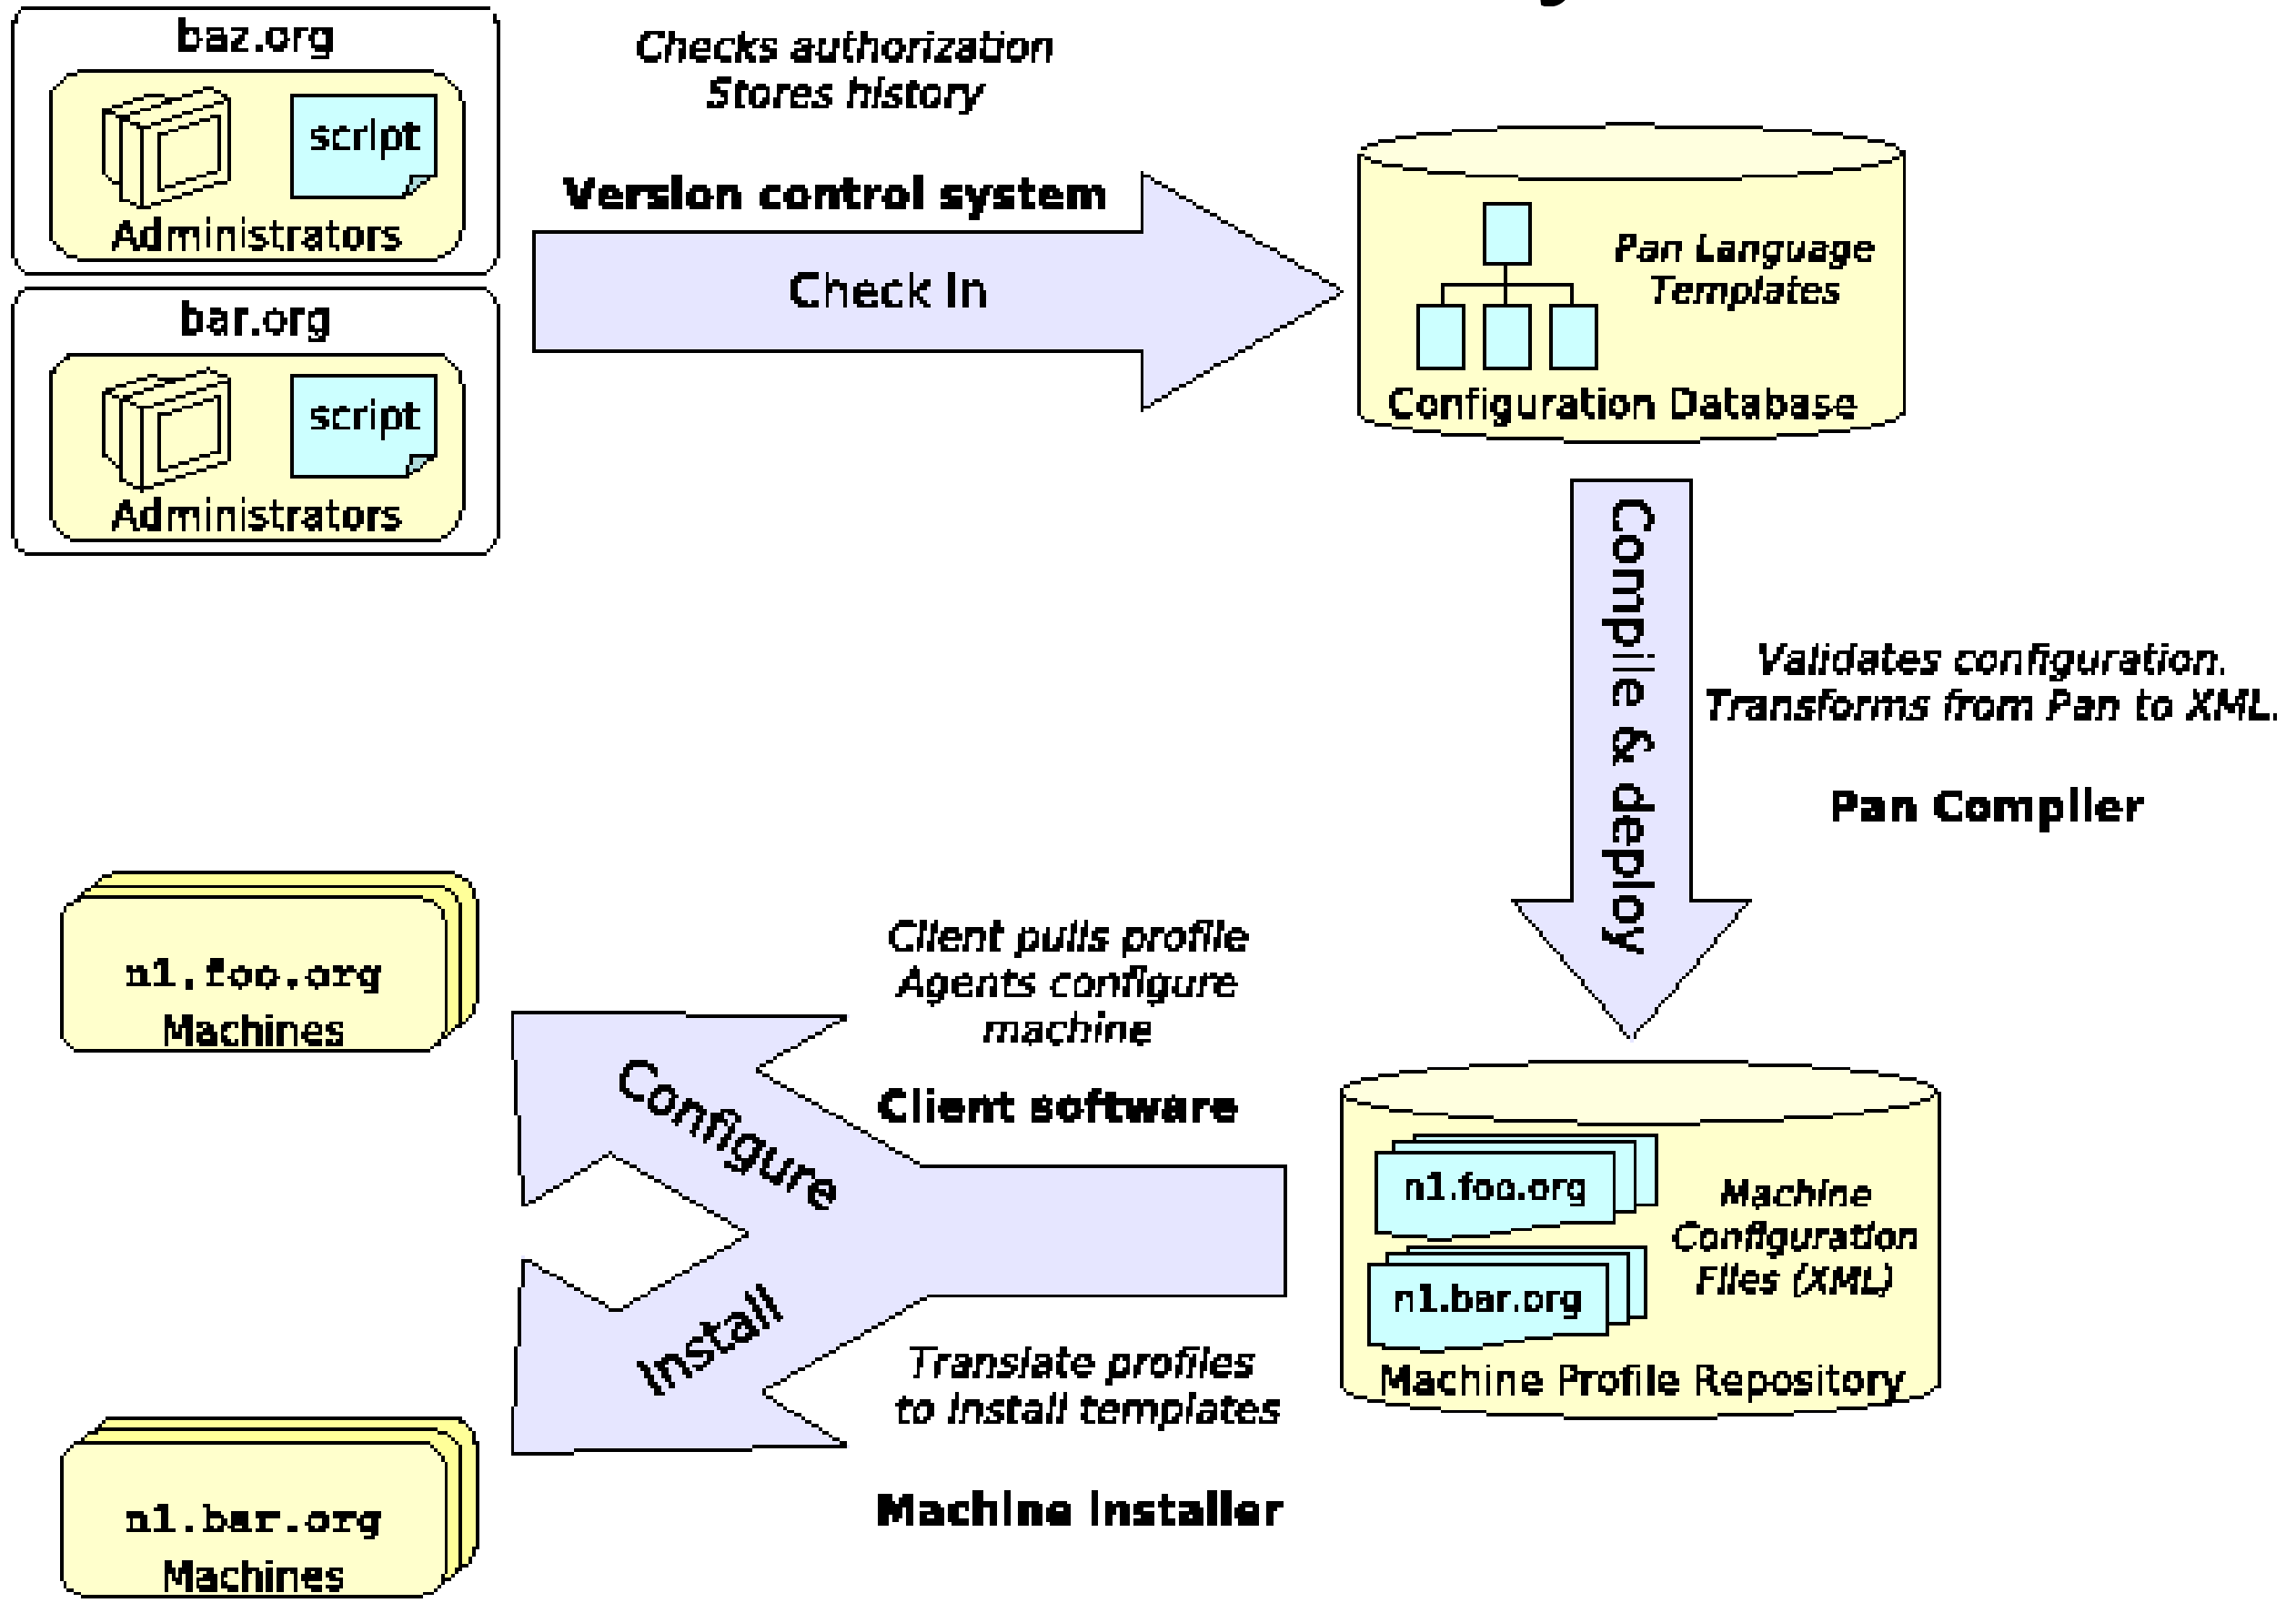 baz.org
script
Administrators
bar.org
script
Administrators
Checks authorization
Stores history
Version control system
Check In
Pan Language
Templates
Configuration Database
Compile & deploy
Validates configuration.
Transforms from Pan to XML.
Pan Compiler
n1.foo.org
Machines
Client pulls profile
Agents configure
machine
Client software
Configure
Install
Translate profiles
to install templates
Machine installer
n1.foo.org
n1.bar.org
Machine
Configuration
Files (XML)
Machine Profile Repository
n1.bar.org
Machines